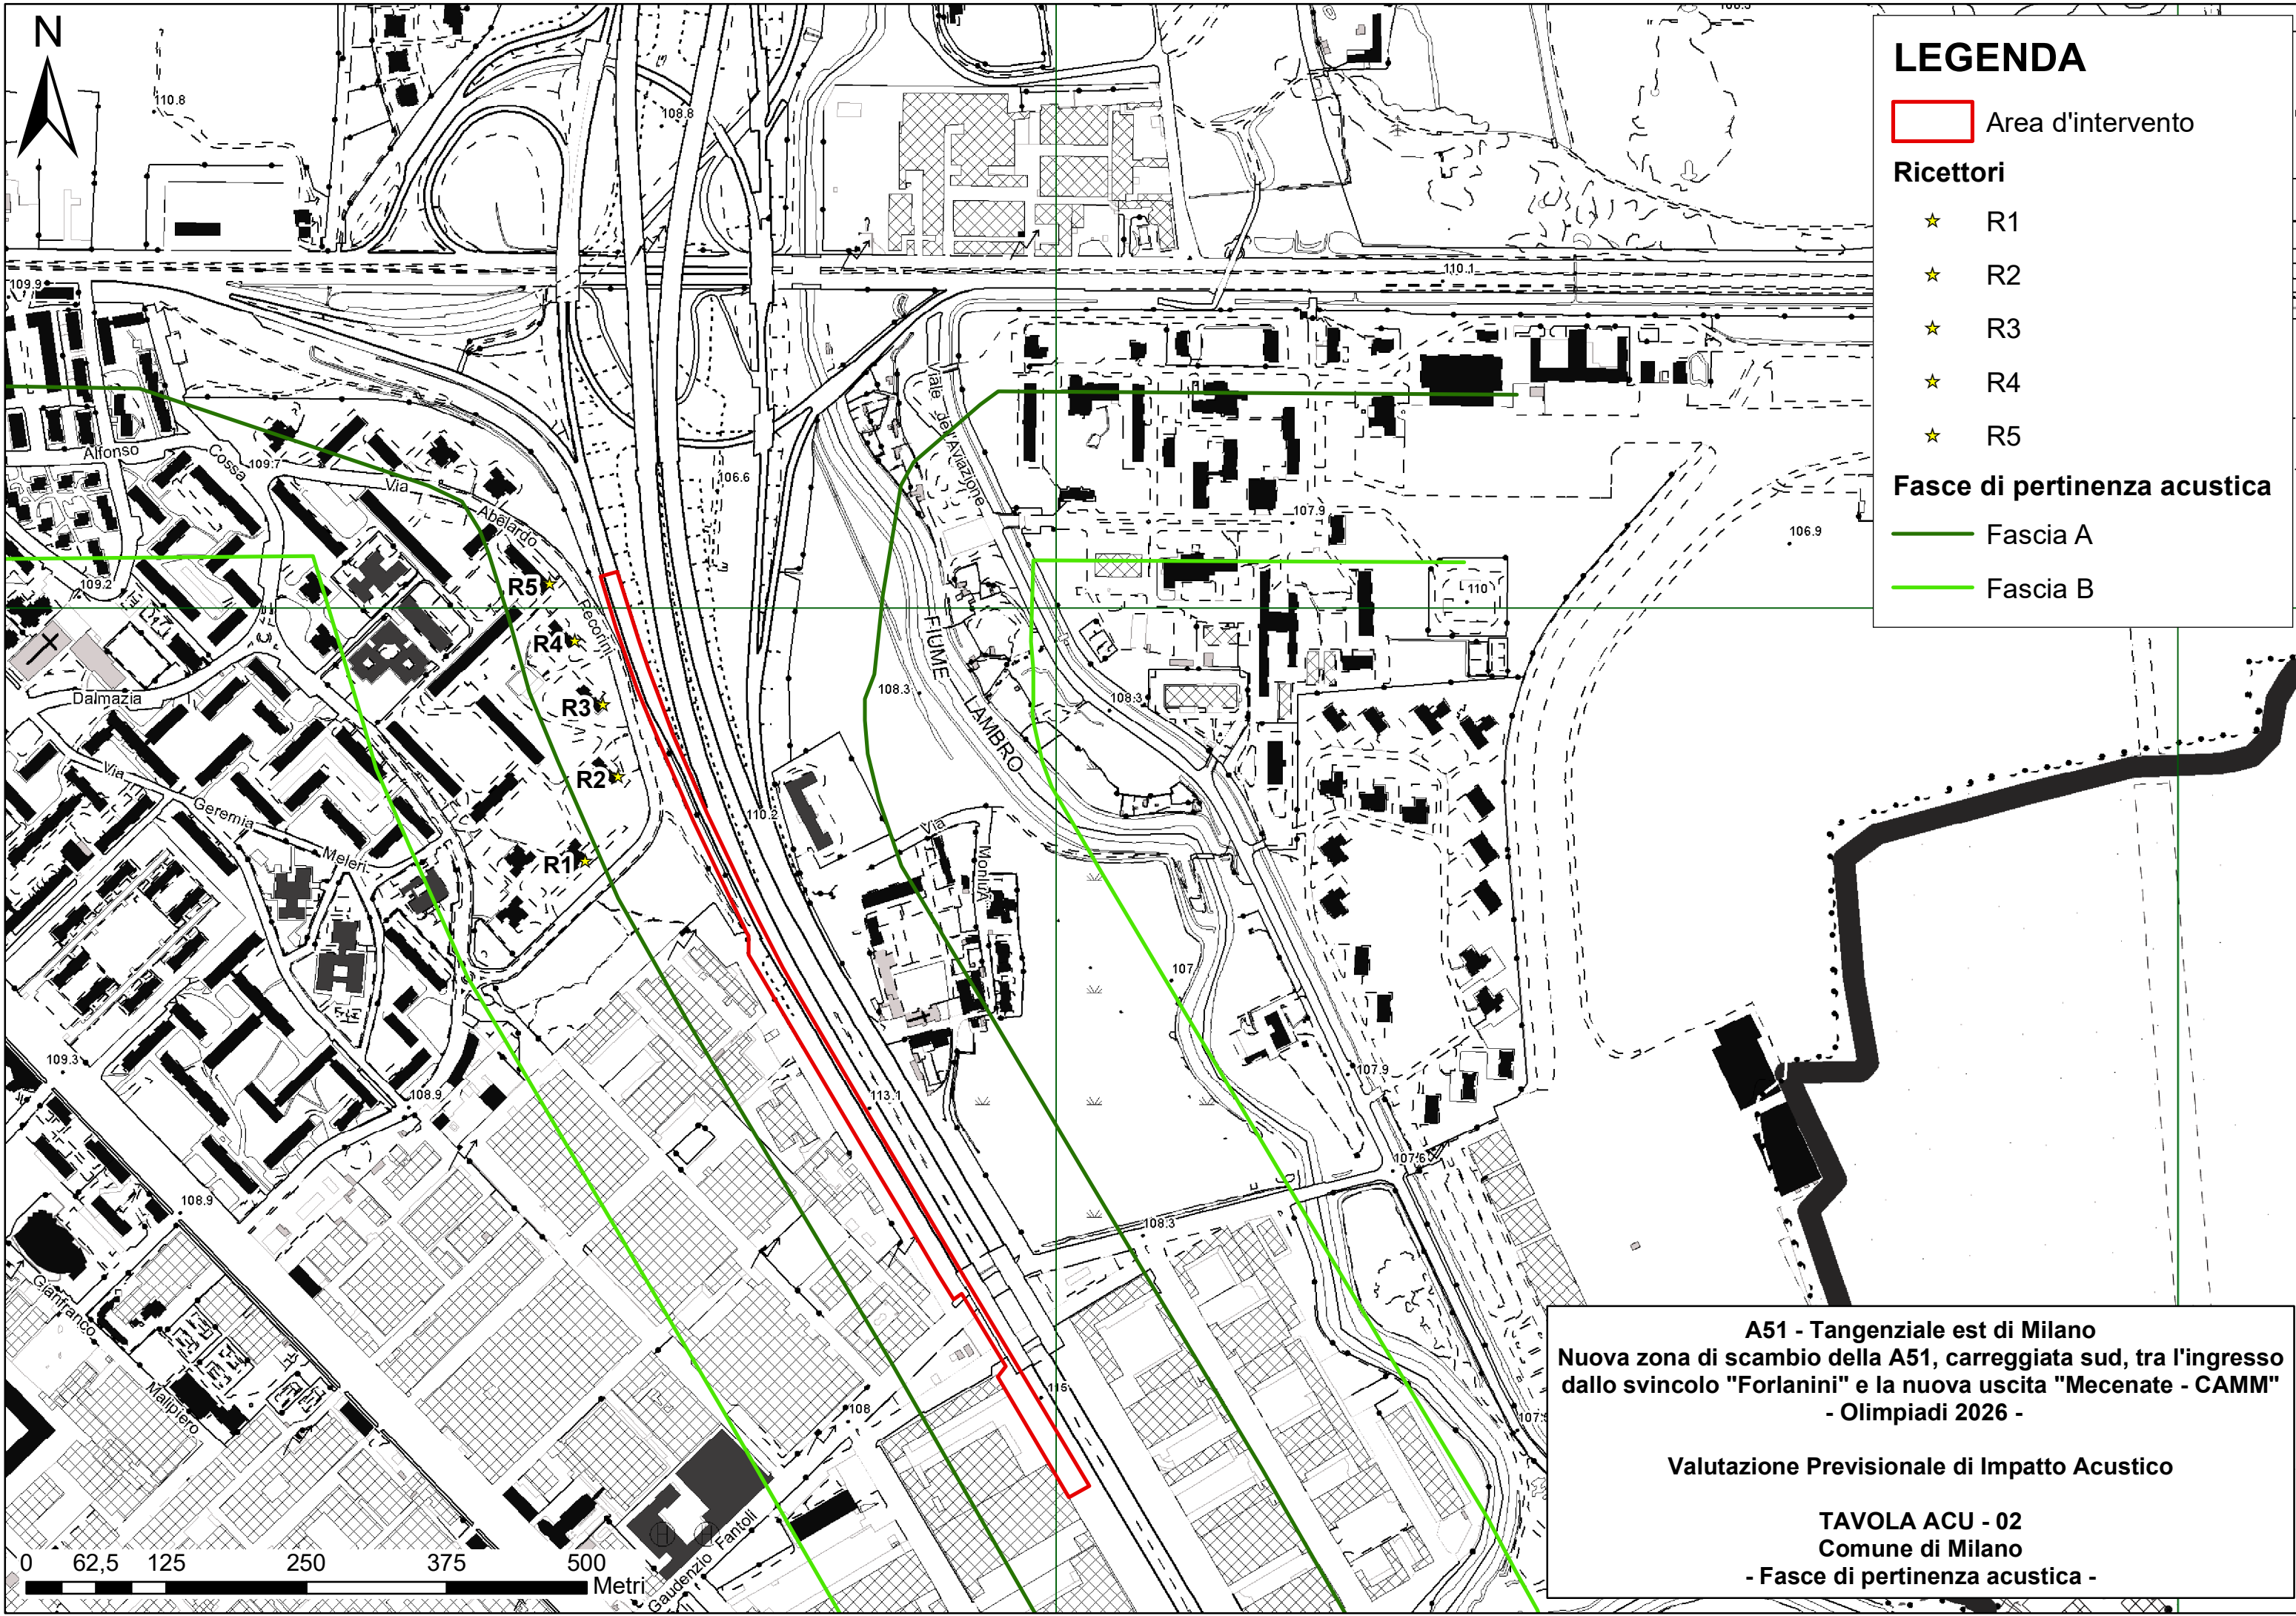 N
LEGENDA
Area d'intervento
Ricettori
R1
R2
R3
R4
R5
Fasce di pertinenza acustica
Fascia A
Fascia B
110.8
108.8
110.1
109.9
Alfonso
Cossa
109.7
Via
Abelardo
Pecorini
106.6
Viale dell'Aviazione
107.9
106.9
110
109.2
R5
R4
R3
R2
R1
FIUME
LAMBRO
108.3
108.3
Dalmazia
Via
Geremia
Meleri
110.2
Via
Monluè
107
109.3
108.9
113.1
107.9
107.6
108.9
108.3
Gianfranco
Malipiero
115
108
Gaudenzio Fantoli
0 62,5 125 250 375 500
Metri
A51 - Tangenziale est di Milano
Nuova zona di scambio della A51, carreggiata sud, tra l'ingresso
dallo svincolo "Forlanini" e la nuova uscita "Mecenate - CAMM"
- Olimpiadi 2026 -
Valutazione Previsionale di Impatto Acustico
TAVOLA ACU - 02
Comune di Milano
- Fasce di pertinenza acustica -